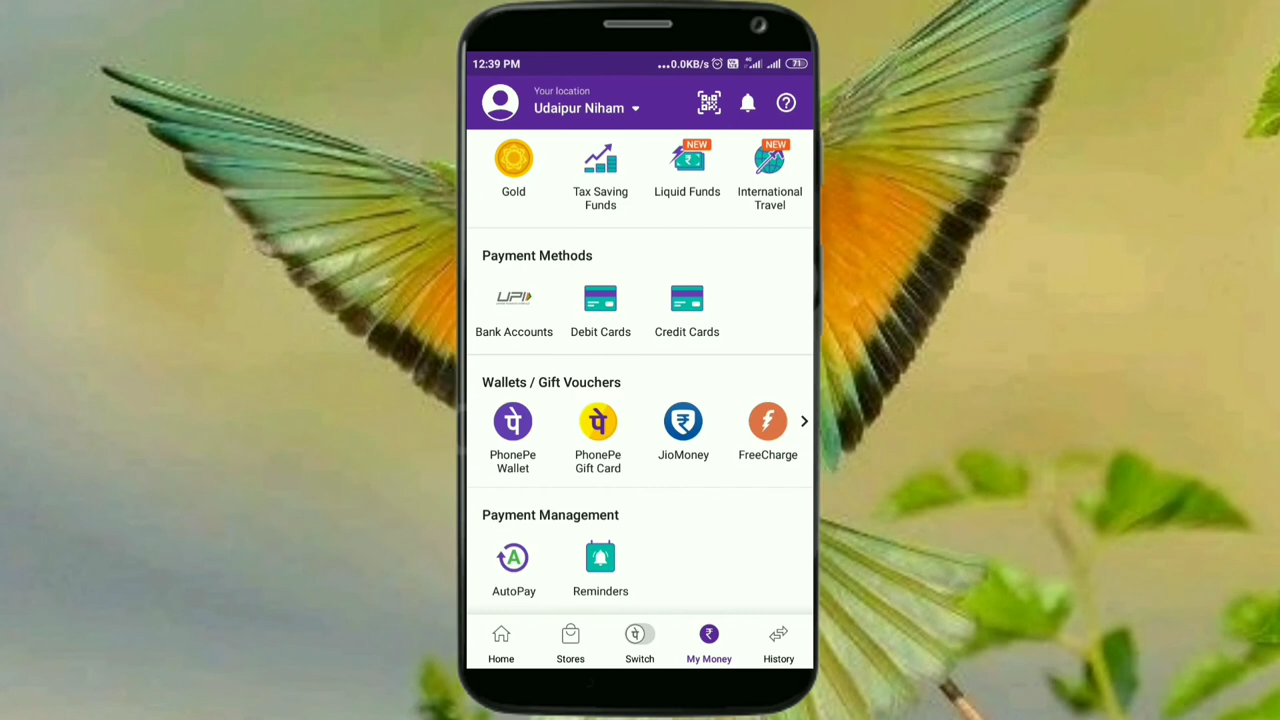 12:39 PM
...0.0KB/s
4G
71
Your location
Udaipur Niham
NEW
NEW
Gold
Tax Saving
Funds
Liquid Funds
International
Travel
Payment Methods
UPI
Bank Accounts
Debit Cards
Credit Cards
Wallets / Gift Vouchers
पे
पे
PhonePe
Wallet
PhonePe
Gift Card
JioMoney
FreeCharge
Payment Management
A
AutoPay
Reminders
पे
Home
Stores
Switch
My Money
History